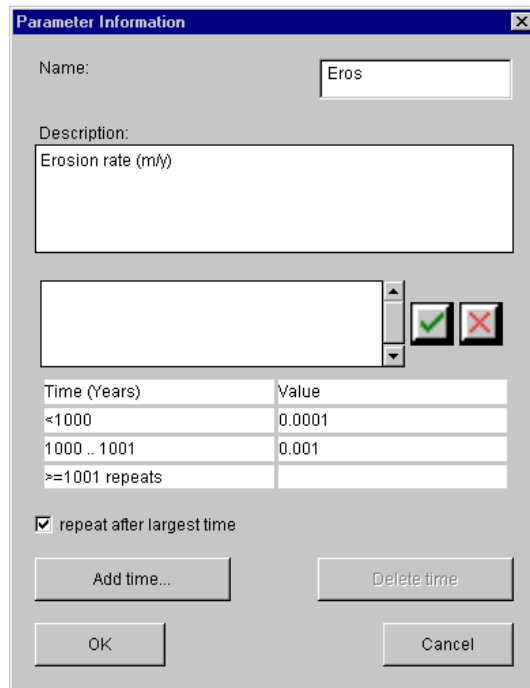 Parameter Information
Name:
Eros
Description:
Erosion rate (m/y)
Time (Years) Value
<1000 0.0001
1000 .. 1001 0.001
>=1001 repeats
repeat after largest time
Add time... Delete time
OK Cancel